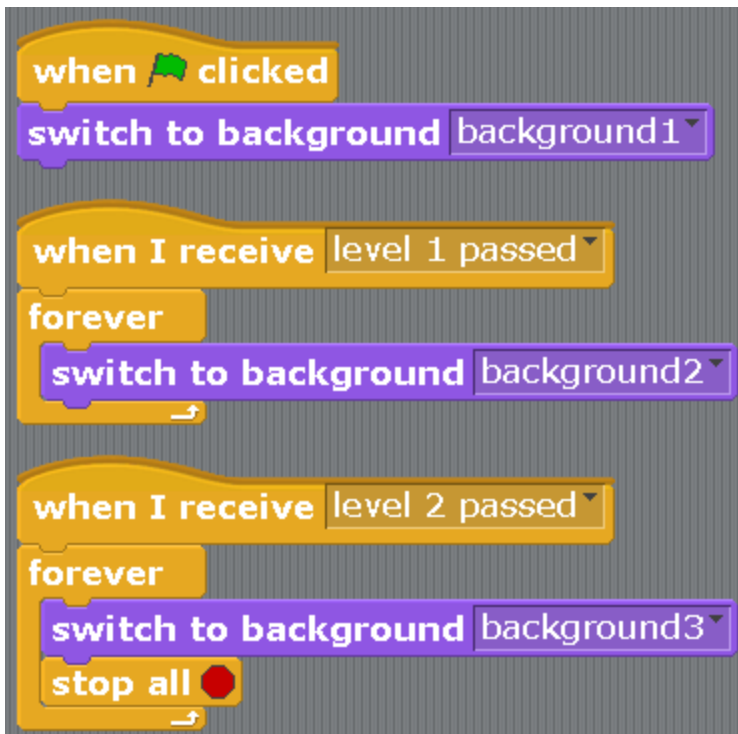 when clicked
switch to background background1
when I receive level 1 passed
forever
switch to background background2
when I receive level 2 passed
forever
switch to background background3
stop all